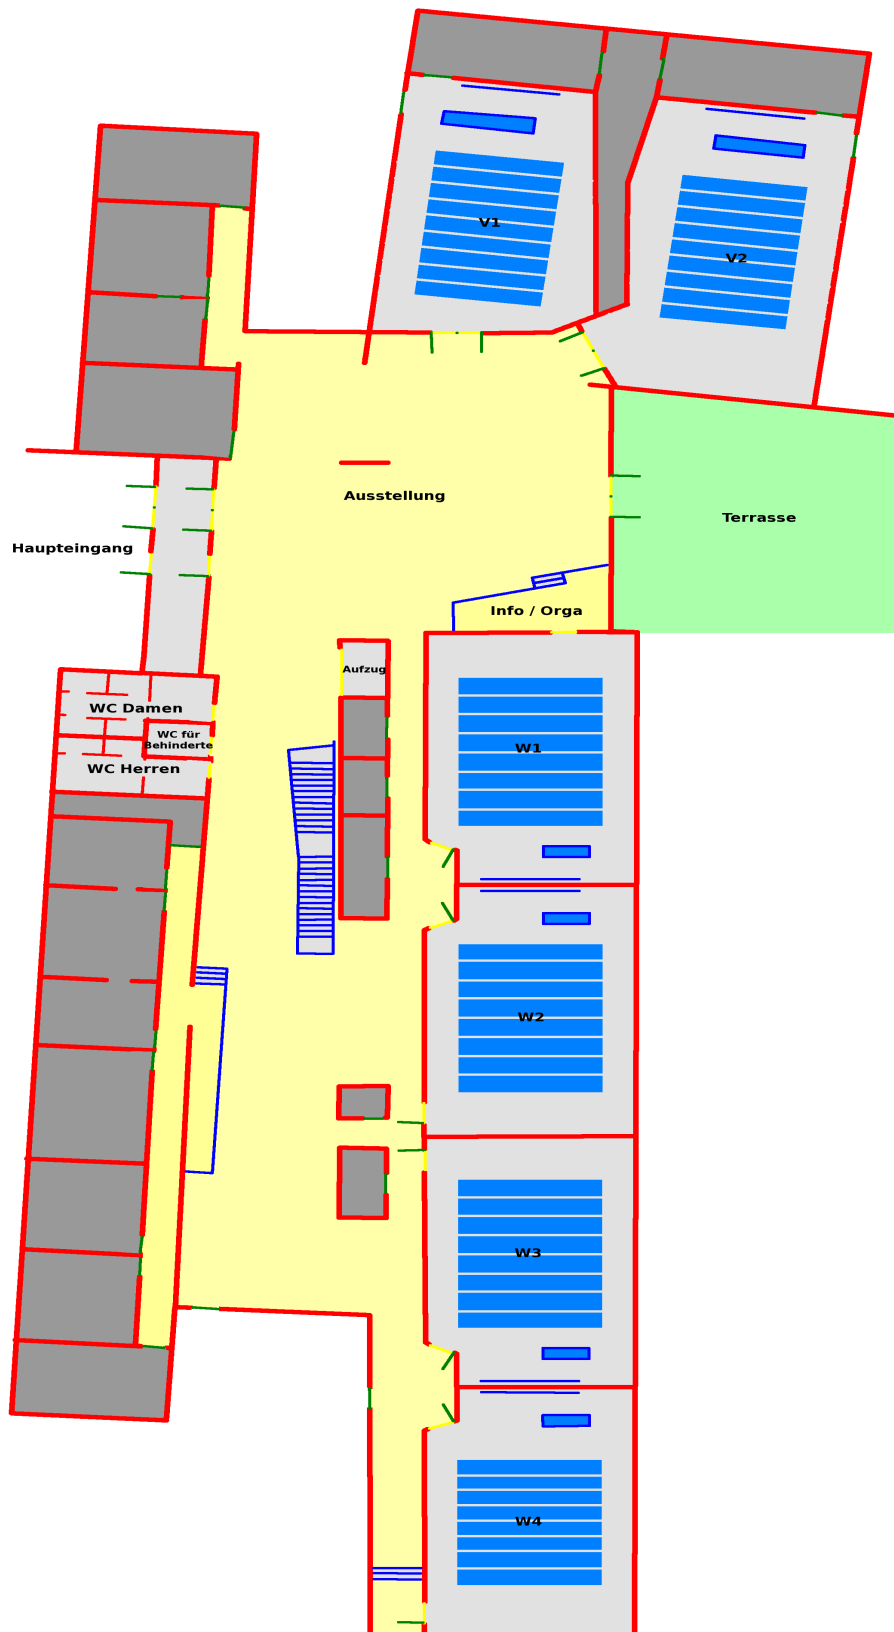 V1
V2
Ausstellung
Terrasse
Haupteingang
Info / Orga
Aufzug
WC Damen
WC für
Behinderte
WC Herren
W1
W2
W3
W4